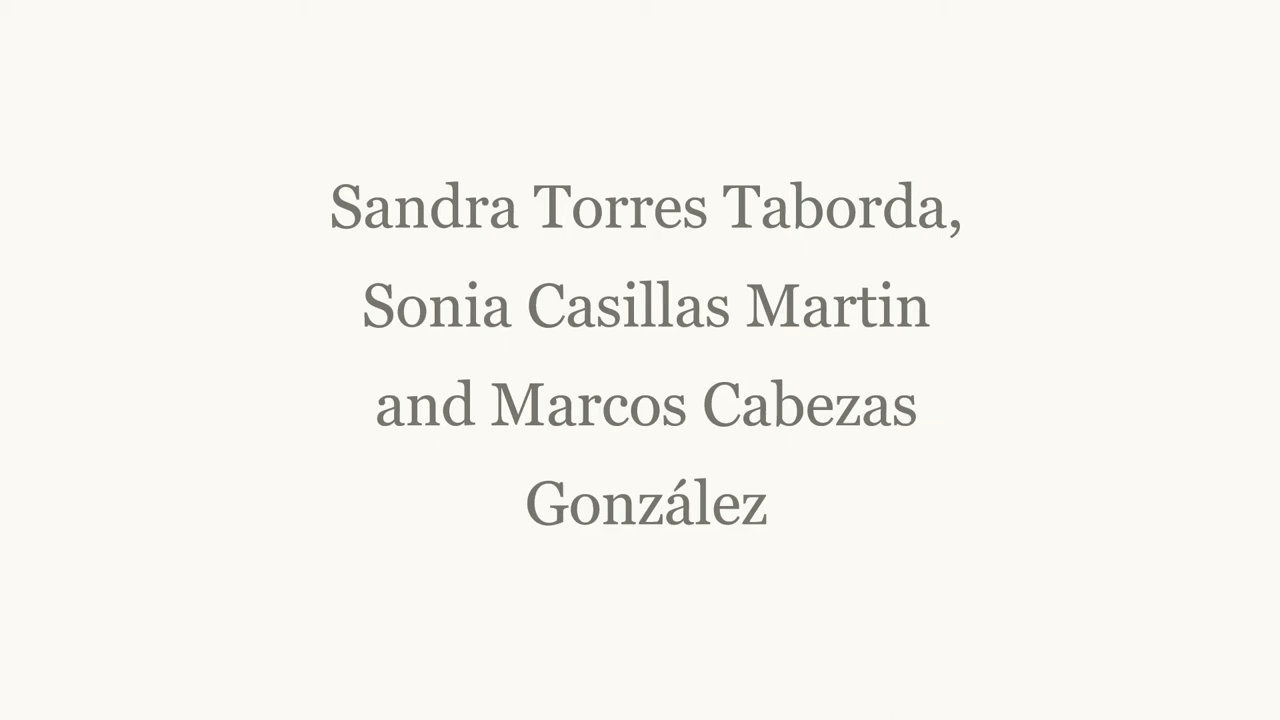 Sandra Torres Taborda,
Sonia Casillas Martin
and Marcos Cabezas
González